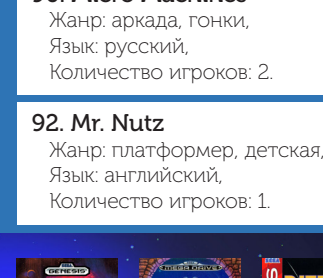 Жанр: аркада, гонки,
Язык: русский,
Количество игроков: 2.
92. Mr. Nutz
Жанр: платформер, детская,
Язык: английский,
Количество игроков: 1.
GENESIS
MEGA DRIVE
SEGA